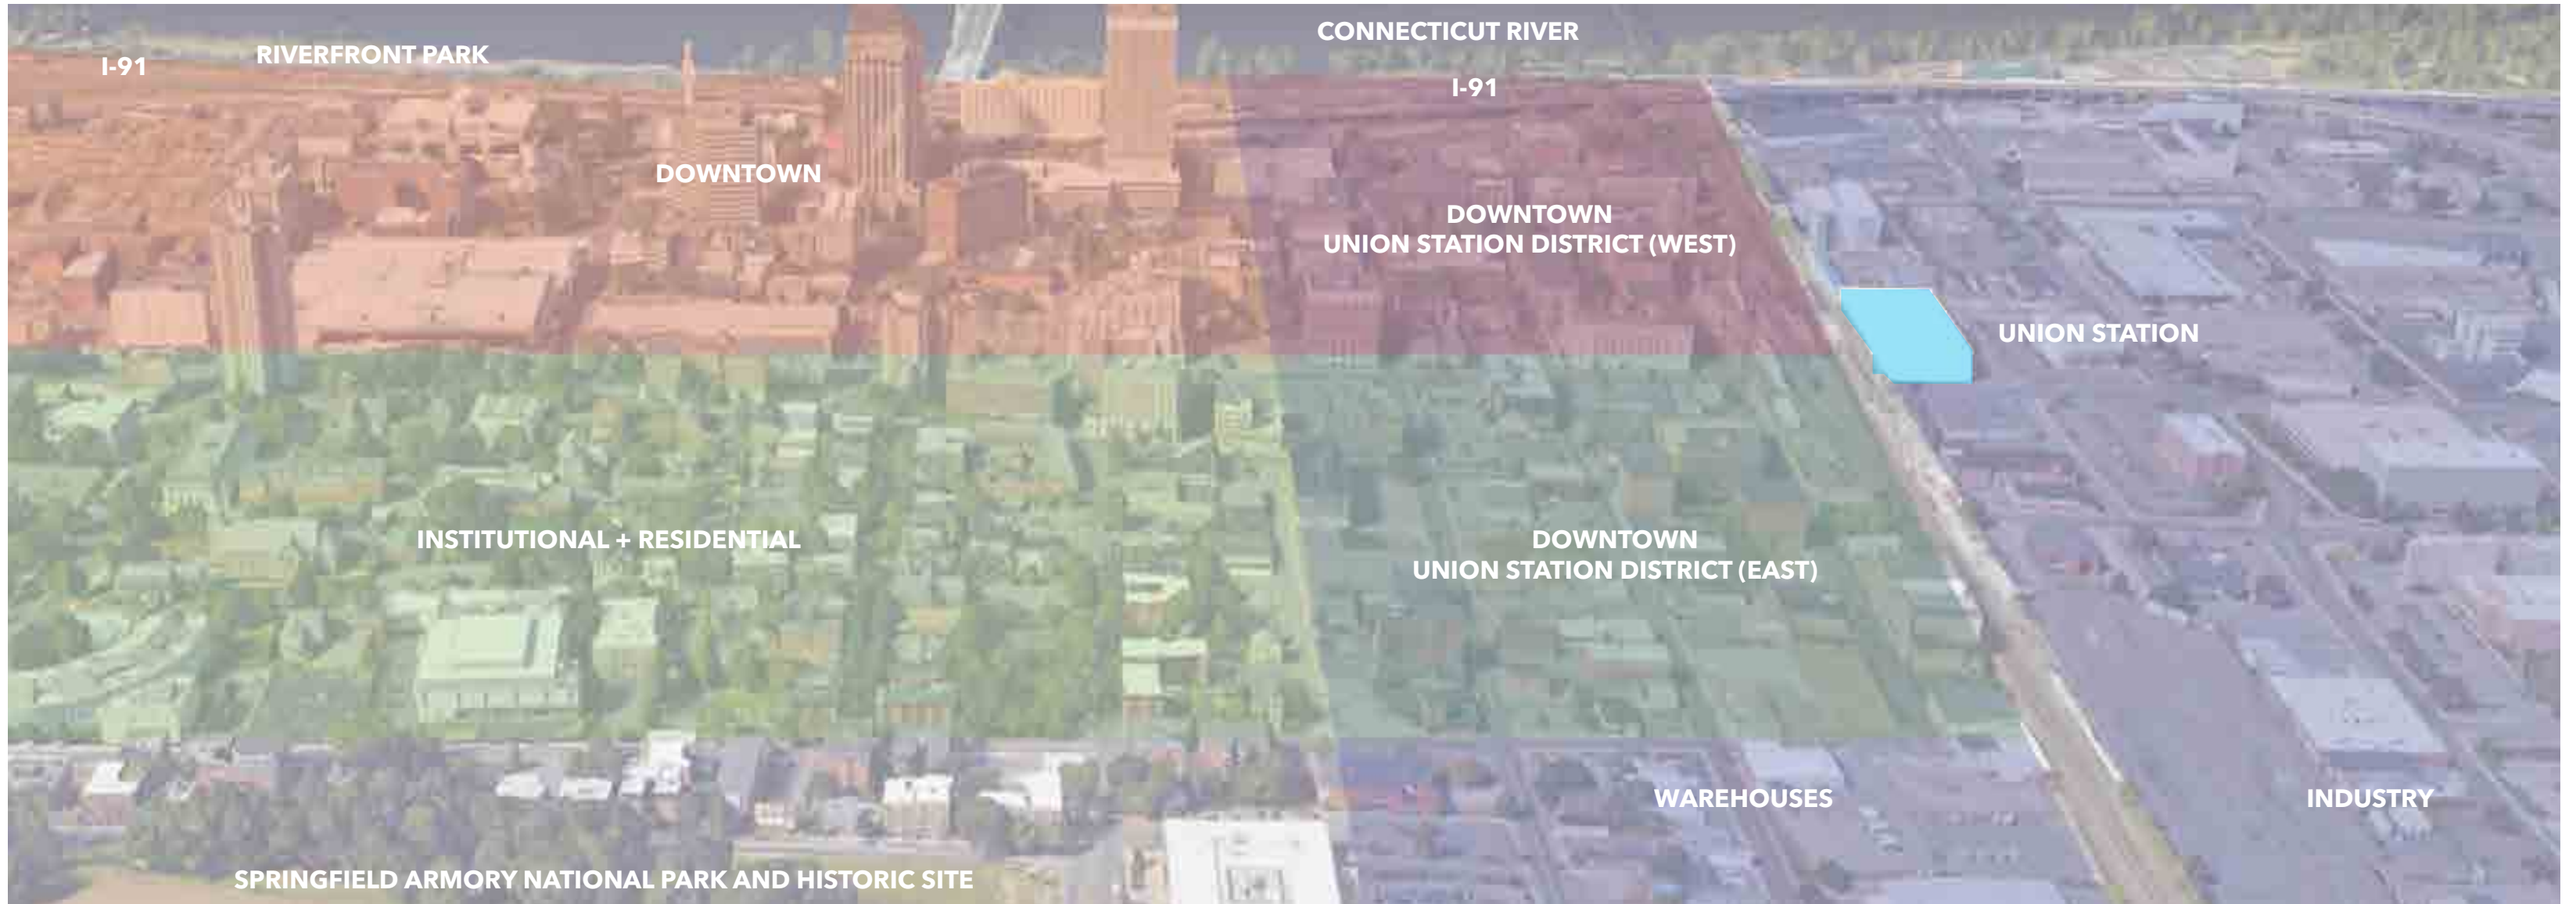 CONNECTICUT RIVER
RIVERFRONT PARK
I-91
I-91
DOWNTOWN
DOWNTOWN
UNION STATION DISTRICT (WEST)
UNION STATION
INSTITUTIONAL + RESIDENTIAL
DOWNTOWN
UNION STATION DISTRICT (EAST)
WAREHOUSES
INDUSTRY
SPRINGFIELD ARMORY NATIONAL PARK AND HISTORIC SITE